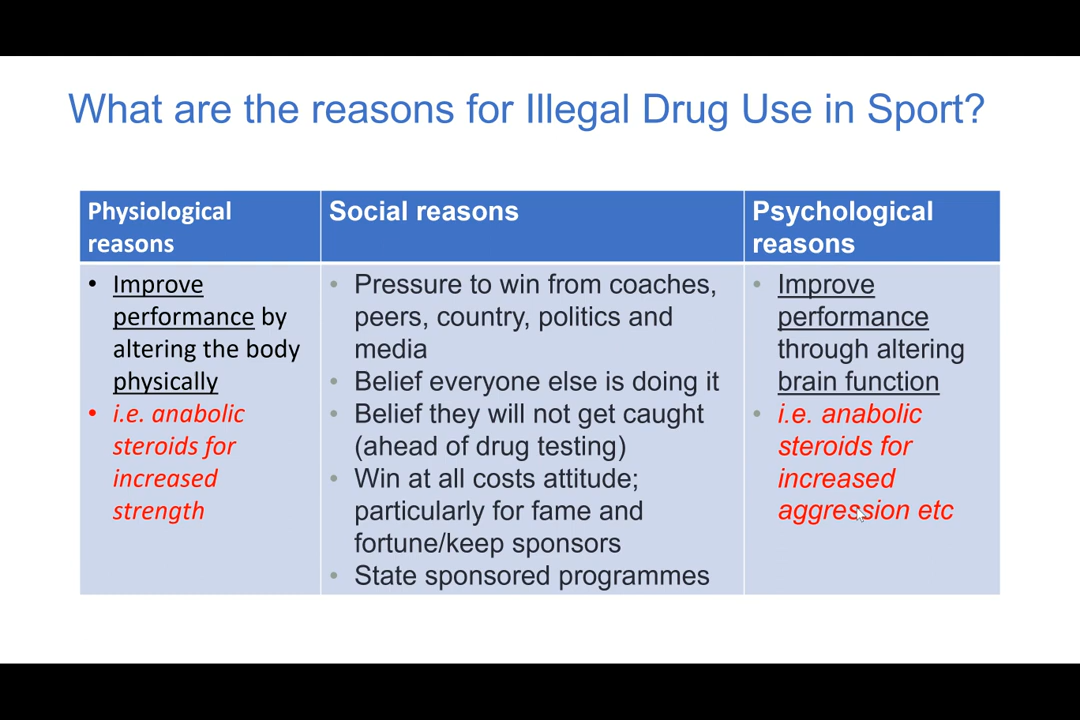 What are the reasons for Illegal Drug Use in Sport?
Physiological
reasons
Social reasons
Psychological
reasons
• Improve
performance by
altering the body
physically
• i.e. anabolic
steroids for
increased
strength
• Pressure to win from coaches,
peers, country, politics and
media
• Belief everyone else is doing it
• Belief they will not get caught
(ahead of drug testing)
• Win at all costs attitude;
particularly for fame and
fortune/keep sponsors
• State sponsored programmes
• Improve
performance
through altering
brain function
• i.e. anabolic
steroids for
increased
aggression etc